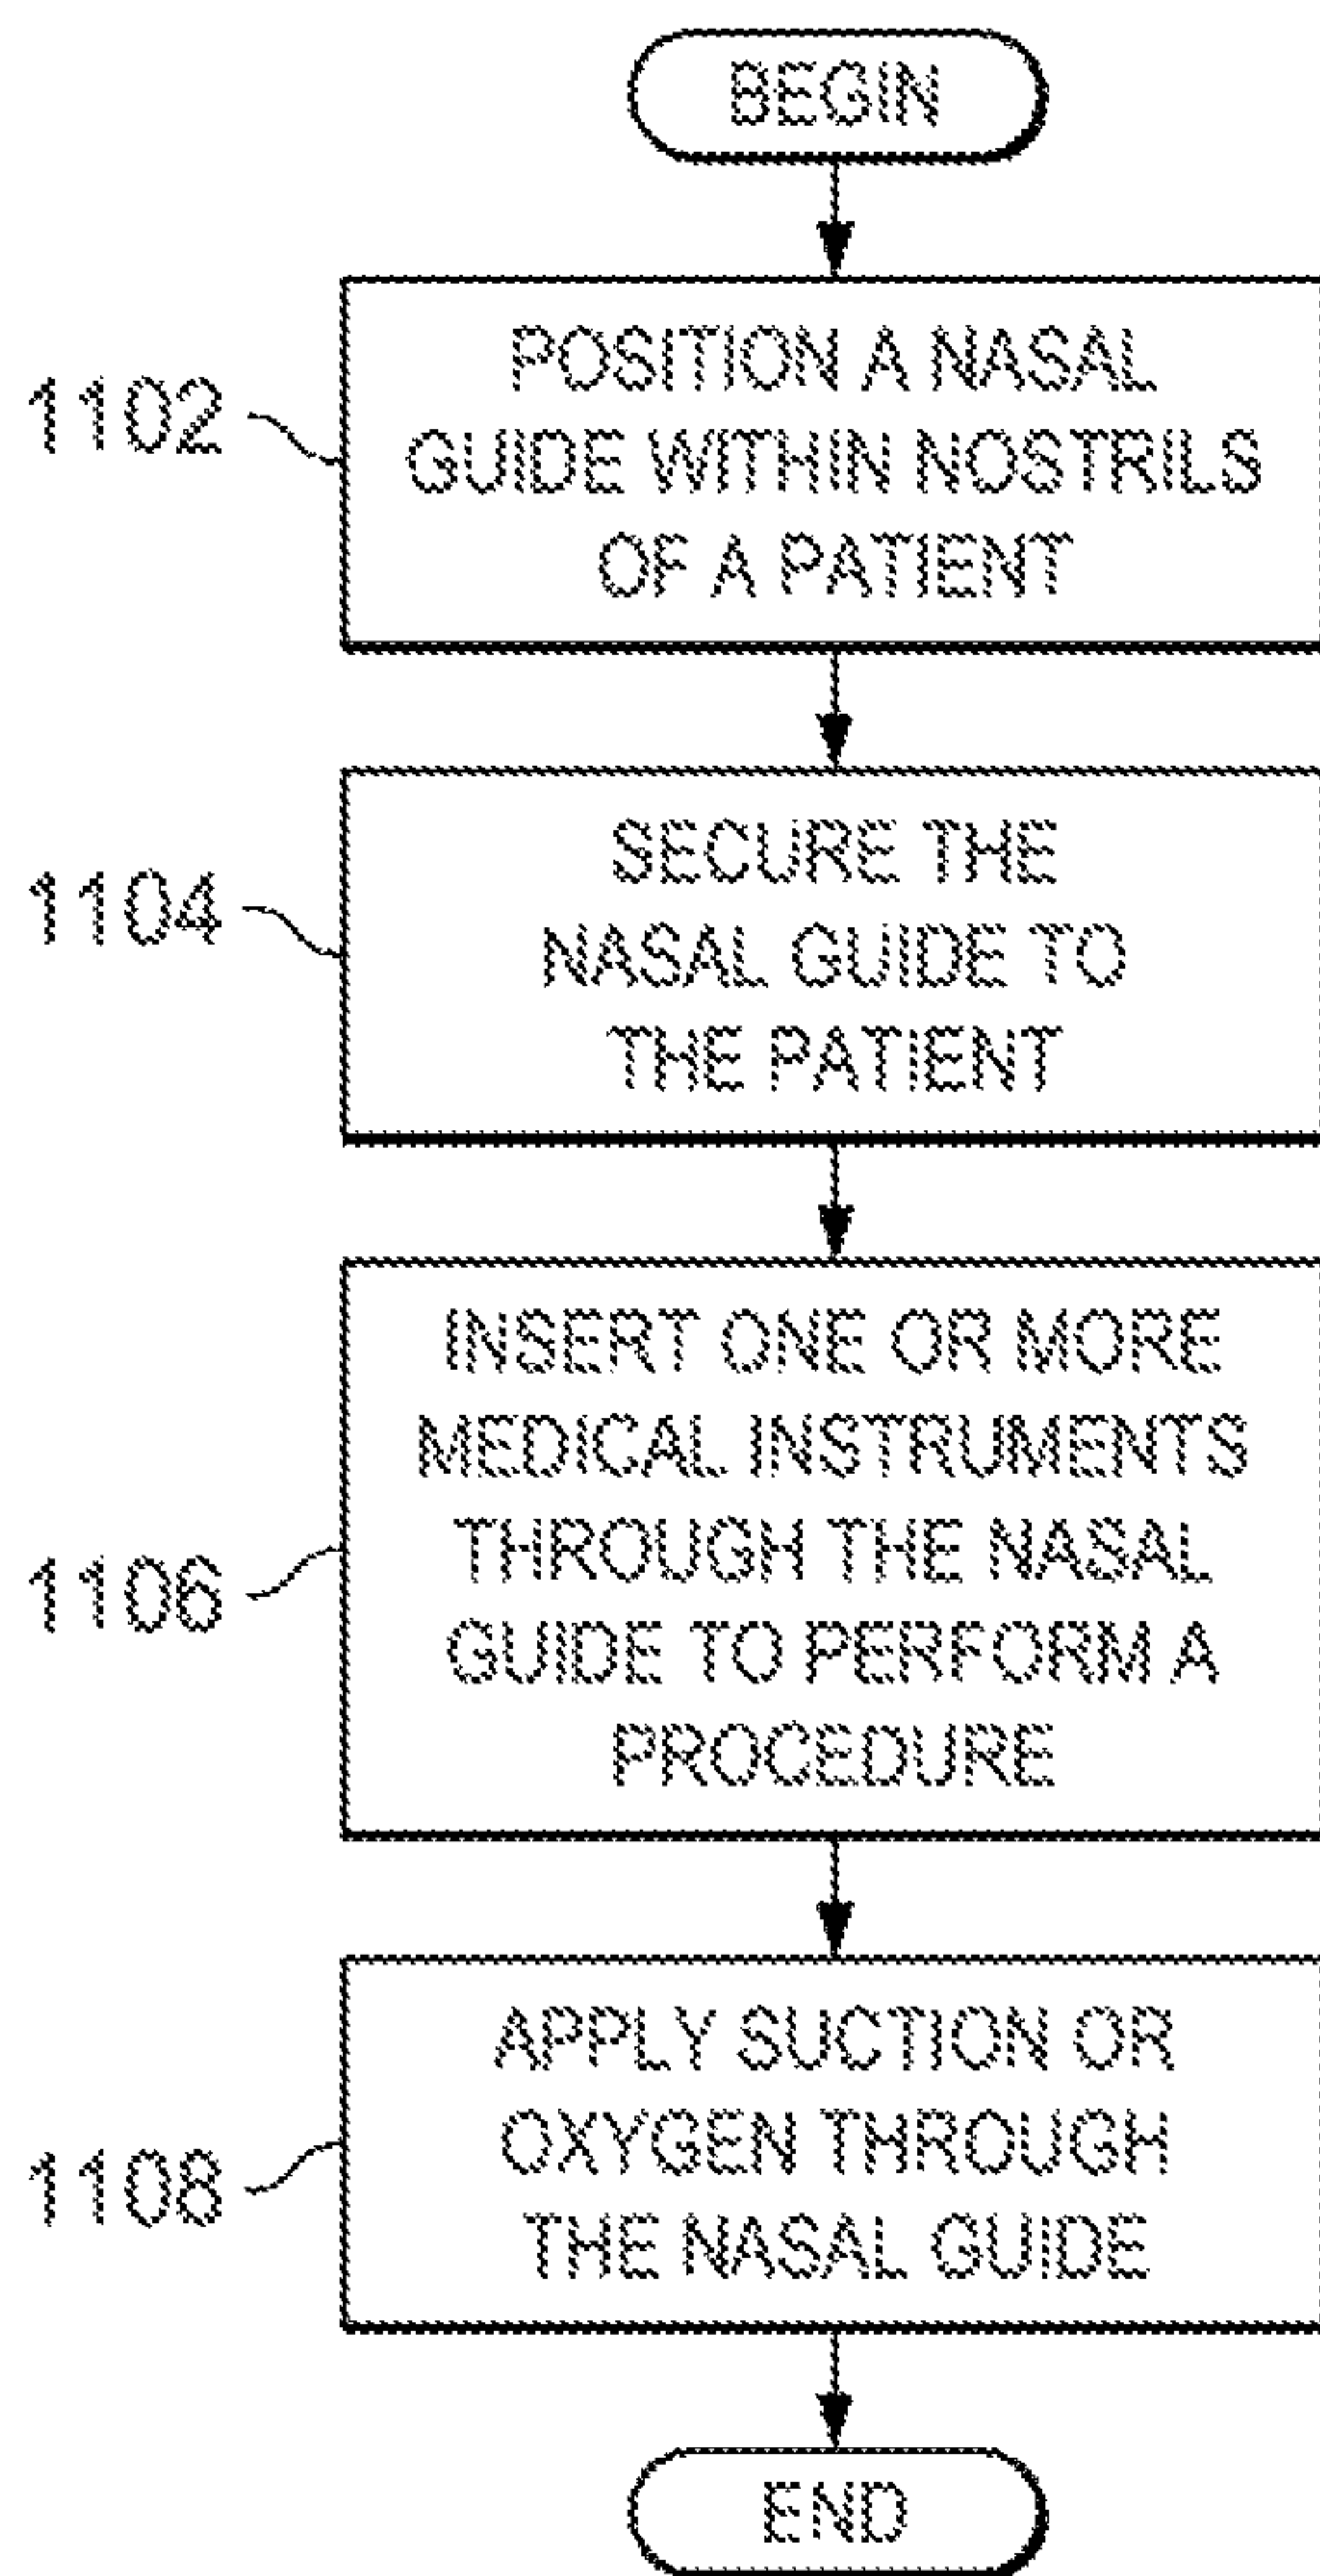 BEGIN
1102
POSITION A NASAL
GUIDE WITHIN NOSTRILS
OF A PATIENT
1104
SECURE THE
NASAL GUIDE TO
THE PATIENT
1106
INSERT ONE OR MORE
MEDICAL INSTRUMENTS
THROUGH THE NASAL
GUIDE TO PERFORM A
PROCEDURE
1108
APPLY SUCTION OR
OXYGEN THROUGH
THE NASAL GUIDE
END